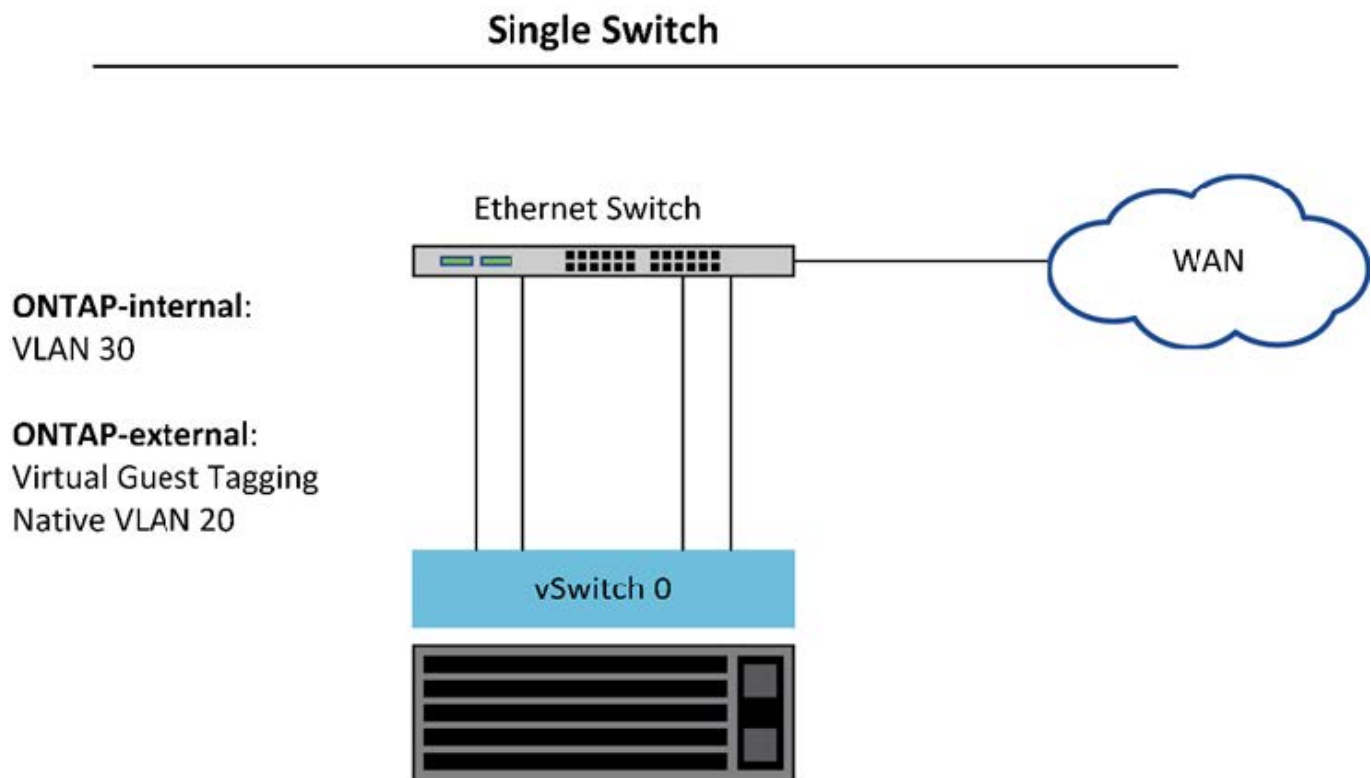 Single Switch
Ethernet Switch
WAN
ONTAP-internal:
VLAN 30
ONTAP-external:
Virtual Guest Tagging
Native VLAN 20
vSwitch 0